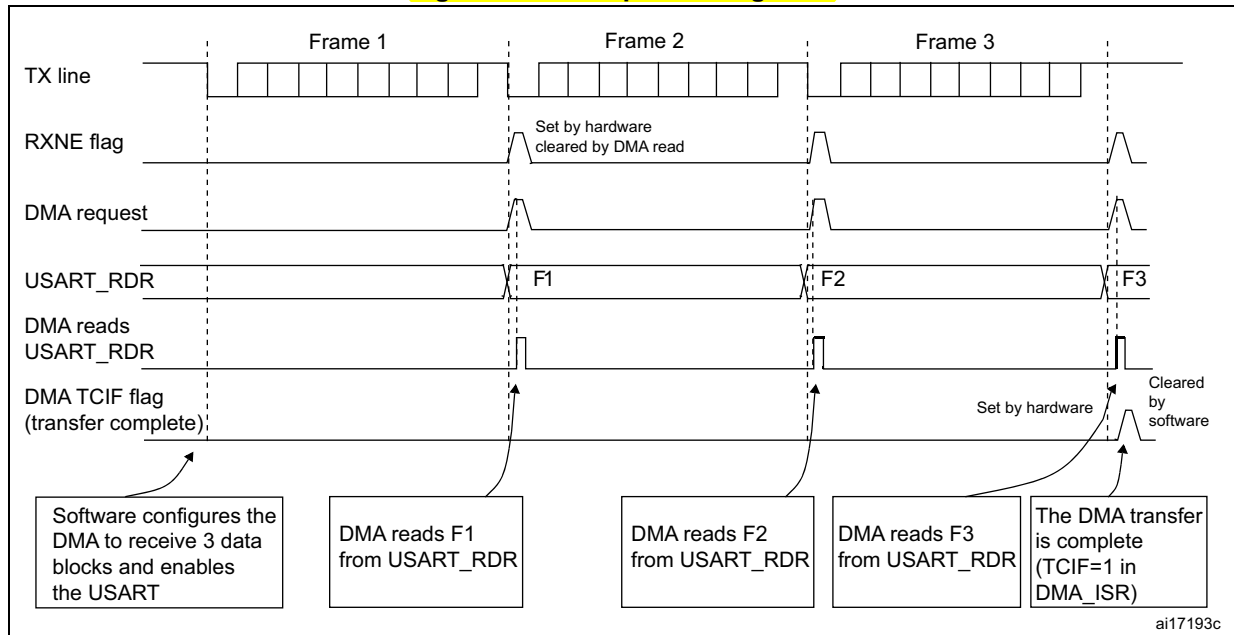 Frame 1
Frame 2
Frame 3
TX line
RXNE flag
Set by hardware
cleared by DMA read
DMA request
USART_RDR
F1
F2
F3
DMA reads
USART_RDR
DMA TCIF flag
(transfer complete)
Set by hardware
Cleared
by
software
Software configures the
DMA to receive 3 data
blocks and enables
the USART
DMA reads F1
from USART_RDR
DMA reads F2
from USART_RDR
DMA reads F3
from USART_RDR
The DMA transfer
is complete
(TCIF=1 in
DMA_ISR)
ai17193c